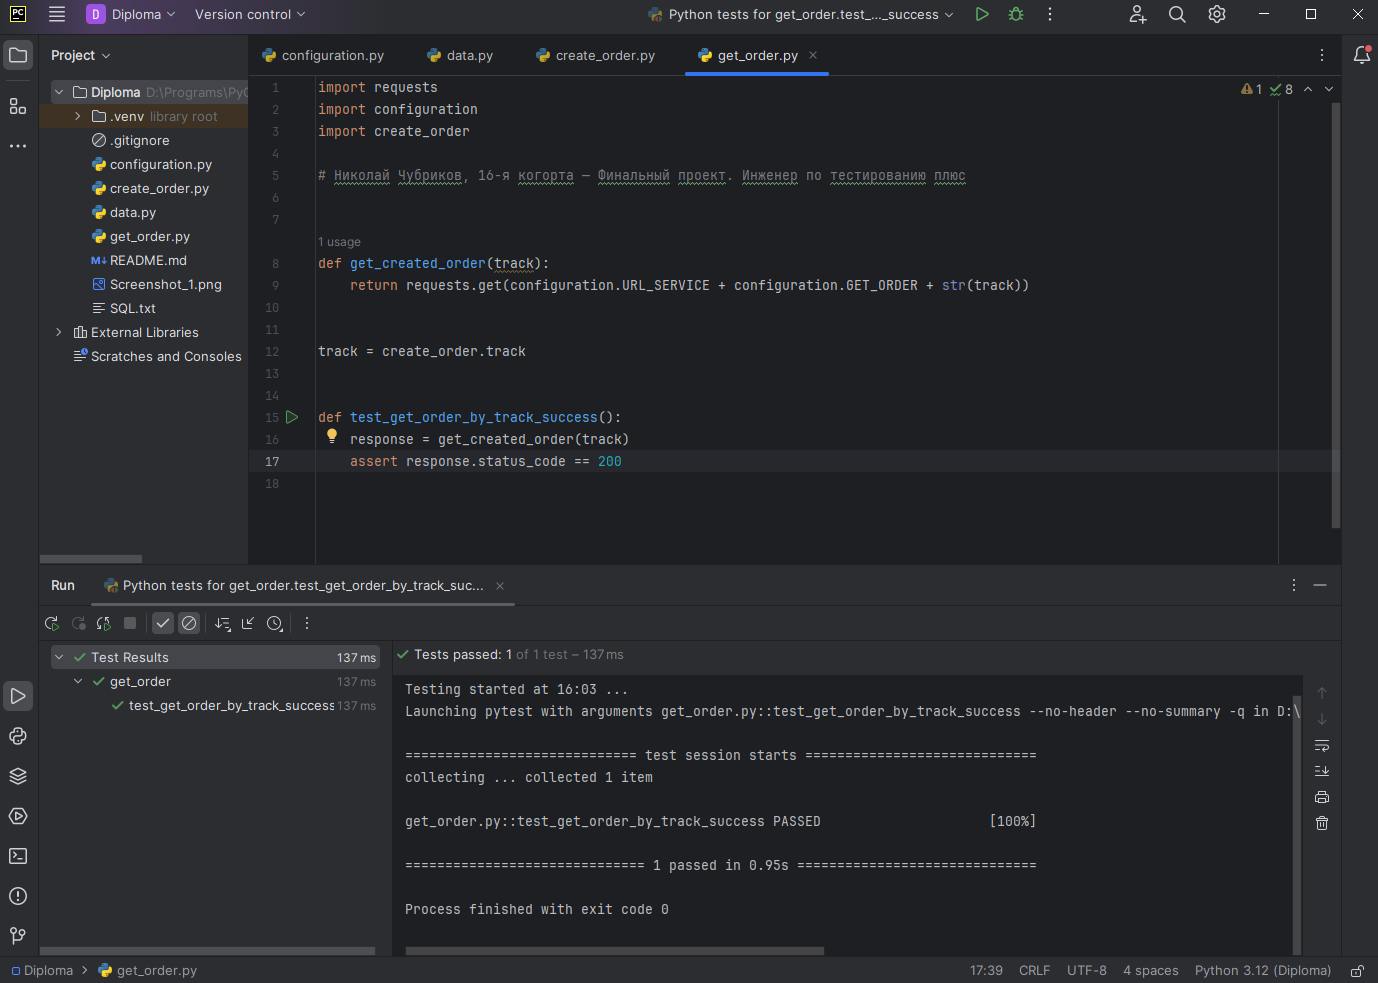 PC
D
Diploma
Version control
Python tests for get_order.test_..._success
Project
configuration.py
data.py
create_order.py
get_order.py
Diploma D:\Programs\PyC
.venv library root
.gitignore
configuration.py
create_order.py
data.py
get_order.py
M↓ README.md
Screenshot_1.png
SQL.txt
External Libraries
Scratches and Consoles
1 8
1 import requests
2 import configuration
3 import create_order
4
5 # Николай Чубриков, 16-я когорта — Финальный проект. Инженер по тестированию плюс
6
7
1 usage
8 def get_created_order(track):
9 return requests.get(configuration.URL_SERVICE + configuration.GET_ORDER + str(track))
10
11
12 track = create_order.track
13
14
15 def test_get_order_by_track_success():
16 response = get_created_order(track)
17 assert response.status_code == 200
18
Run
Python tests for get_order.test_get_order_by_track_suc...
Test Results 137 ms
get_order 137 ms
test_get_order_by_track_success 137 ms
Tests passed: 1 of 1 test – 137 ms
Testing started at 16:03 ...
Launching pytest with arguments get_order.py::test_get_order_by_track_success --no-header --no-summary -q in D:\
============================= test session starts =============================
collecting ... collected 1 item
get_order.py::test_get_order_by_track_success PASSED [100%]
============================== 1 passed in 0.95s ==============================
Process finished with exit code 0
Diploma
get_order.py
17:39
CRLF
UTF-8
4 spaces
Python 3.12 (Diploma)